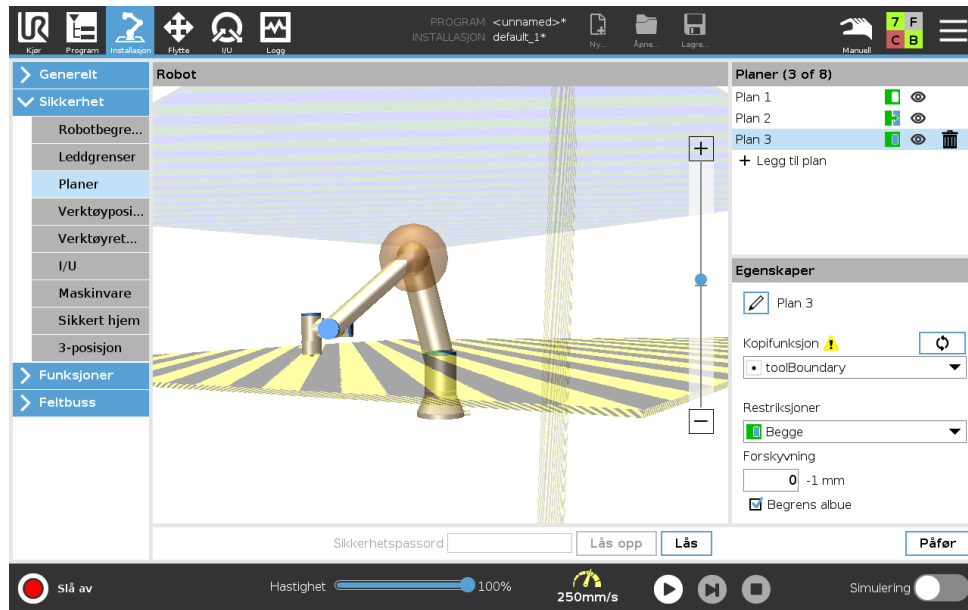 PROGRAM <unnamed>*
INSTALLASJON default_1*
Kjør Program Installasjon Flytte I/U Logg Ny... Åpne... Lagre... Manuell
7 F
C B
Generelt
Sikkerhet
Robotbegre...
Leddgrenser
Planer
Verktøyposi...
Verktøyret...
I/U
Maskinvare
Sikkert hjem
3-posisjon
Funksjoner
Feltbuss
Robot
Planer (3 of 8)
Plan 1
Plan 2
Plan 3
+ Legg til plan
Egenskaper
Plan 3
Kopifunksjon
toolBoundary
Restriksjoner
Begge
Forskyvning
0 -1 mm
Begrens albue
Sikkerhetspassord Lås opp Lås Påfør
Slå av Hastighet 100% 250mm/s Simulering